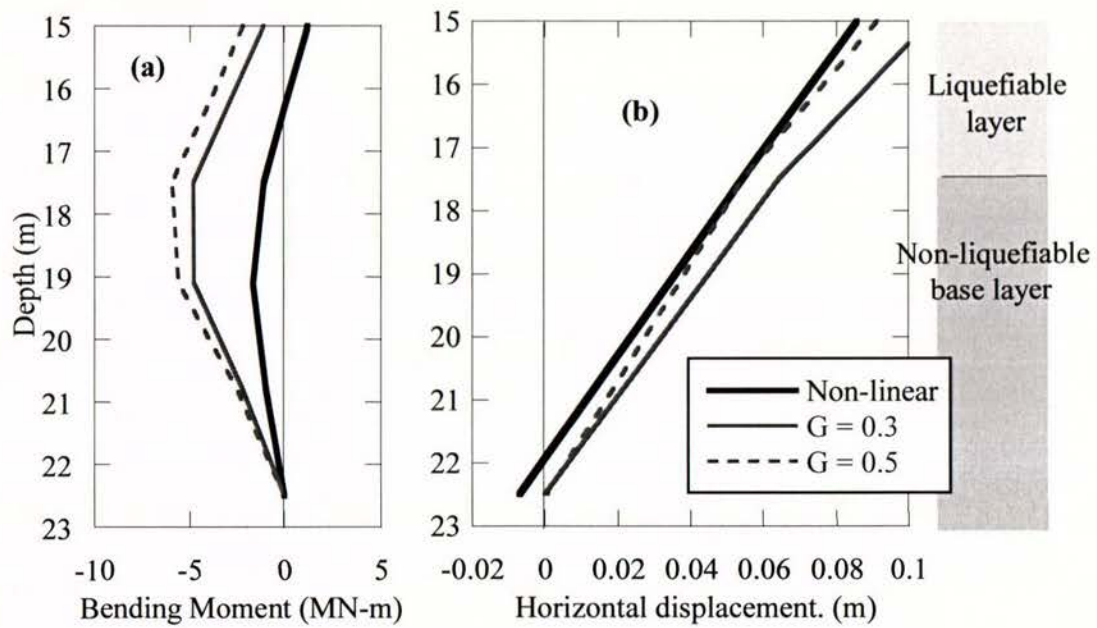 (a)
15
16
17
18
19
20
21
22
23
Depth (m)
-10
-5
0
5
Bending Moment (MN-m)
(b)
15
16
17
18
19
20
21
22
23
-0.02
0
0.02
0.04
0.06
0.08
0.1
Horizontal displacement. (m)
Non-linear
G = 0.3
G = 0.5
Liquefiable
layer
Non-liquefiable
base layer